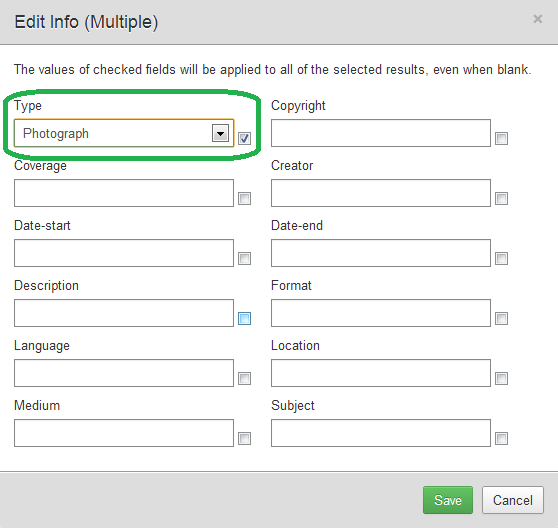 Edit Info (Multiple)
The values of checked fields will be applied to all of the selected results, even when blank.
Type
Copyright
Photograph
Coverage
Creator
Date-start
Date-end
Description
Format
Language
Location
Medium
Subject
Save
Cancel